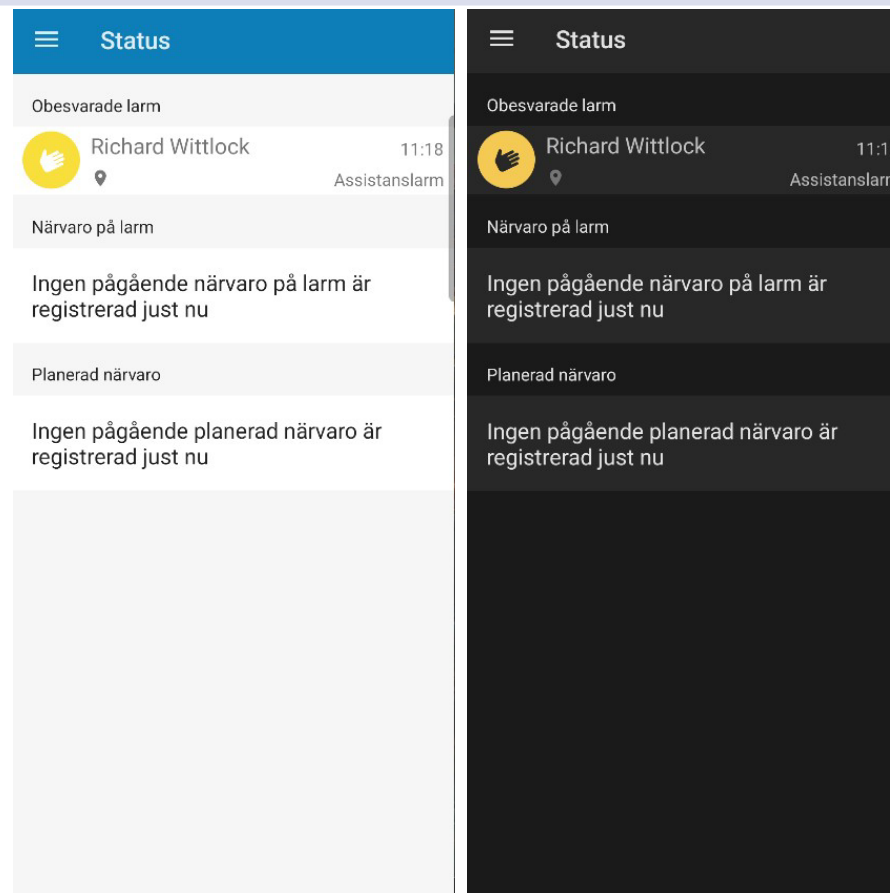 Status
Obesvarade larm
Richard Wittlock
11:18
Assistanslarm
Närvaro på larm
Ingen pågående närvaro på larm är
registrerad just nu
Planerad närvaro
Ingen pågående planerad närvaro är
registrerad just nu
Status
Obesvarade larm
Richard Wittlock
11:1
Assistanslarr
Närvaro på larm
Ingen pågående närvaro på larm är
registrerad just nu
Planerad närvaro
Ingen pågående planerad närvaro är
registrerad just nu